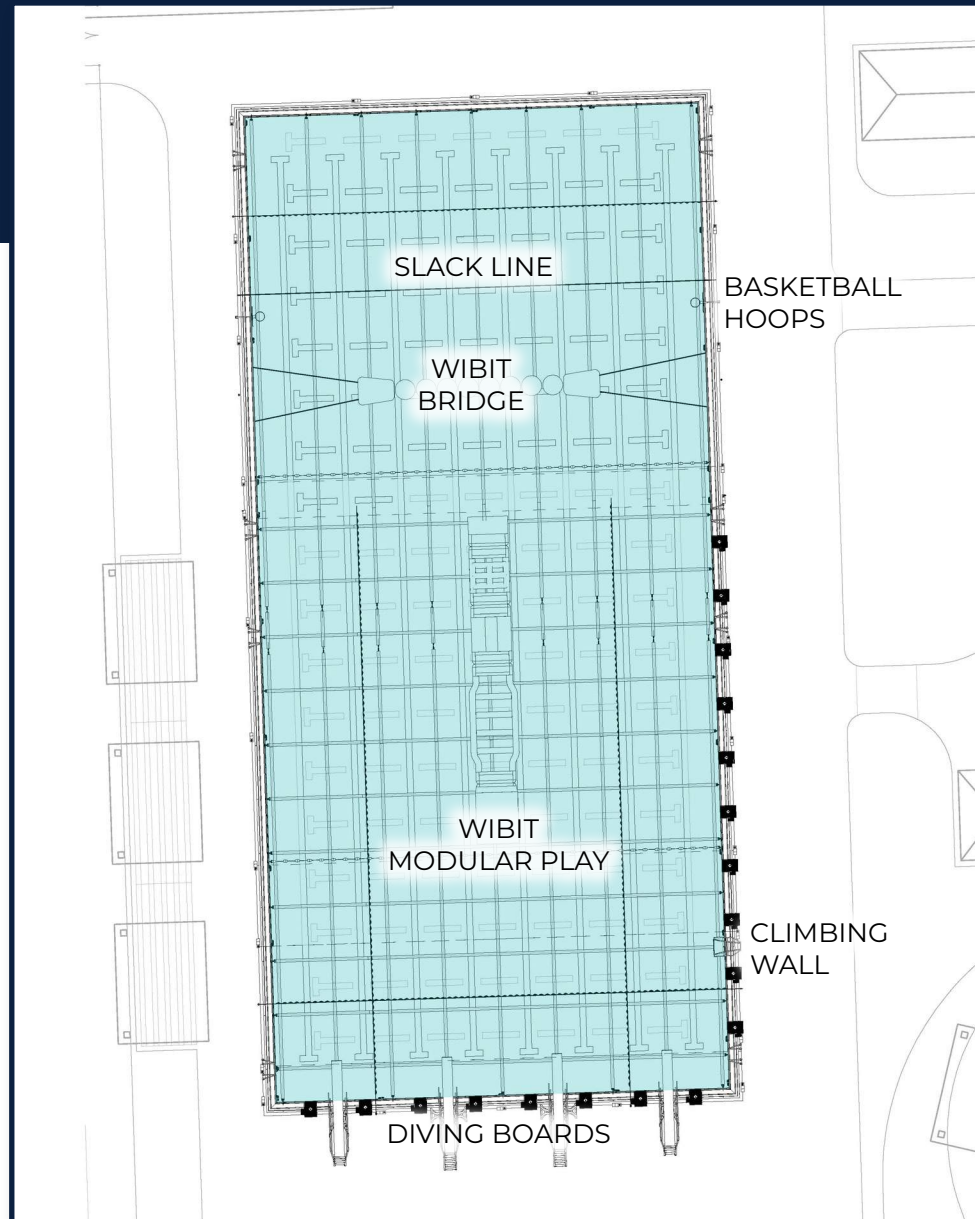 SLACK LINE
BASKETBALL
HOOPS
WIBIT
BRIDGE
WIBIT
MODULAR PLAY
CLIMBING
WALL
DIVING BOARDS